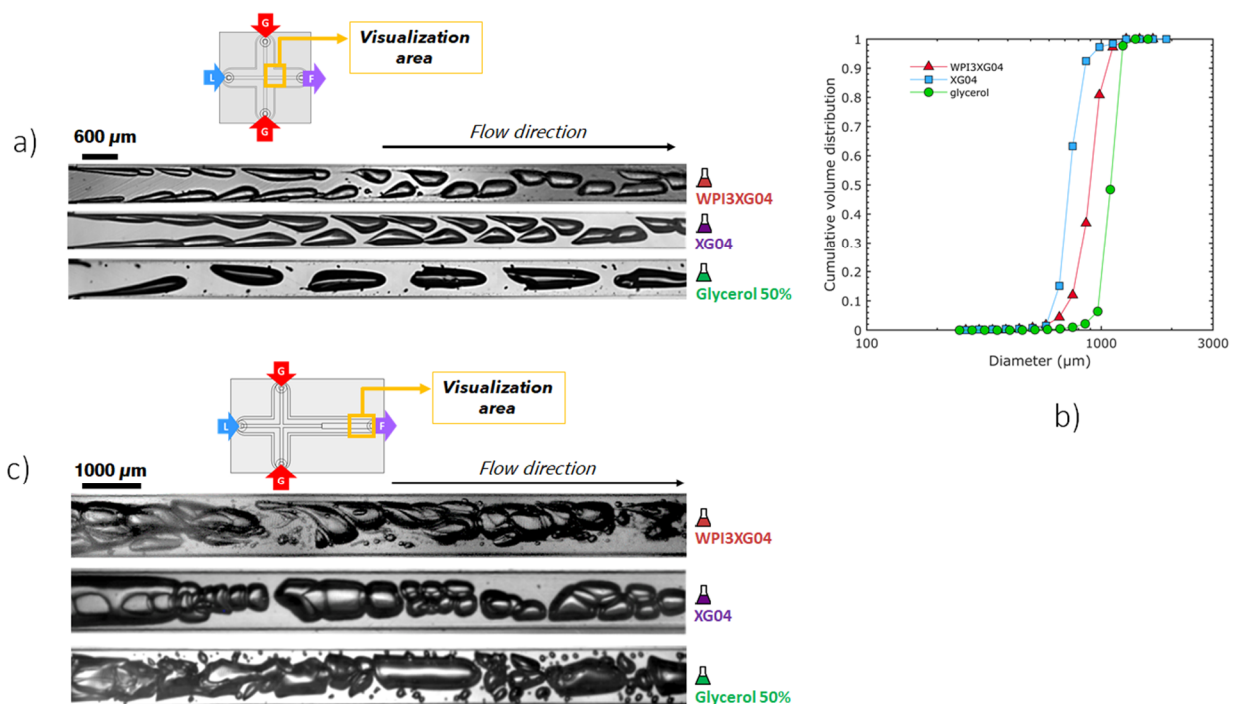 G
Visualization
area
L
F
G
a)
600 µm
Flow direction
WPI3XG04
XG04
Glycerol 50%
Cumulative volume distribution
1
0.9
0.8
0.7
0.6
0.5
0.4
0.3
0.2
0.1
0
WPI3XG04
XG04
glycerol
100
1000
3000
Diameter (µm)
b)
G
Visualization
area
L
F
G
c)
1000 µm
Flow direction
WPI3XG04
XG04
Glycerol 50%